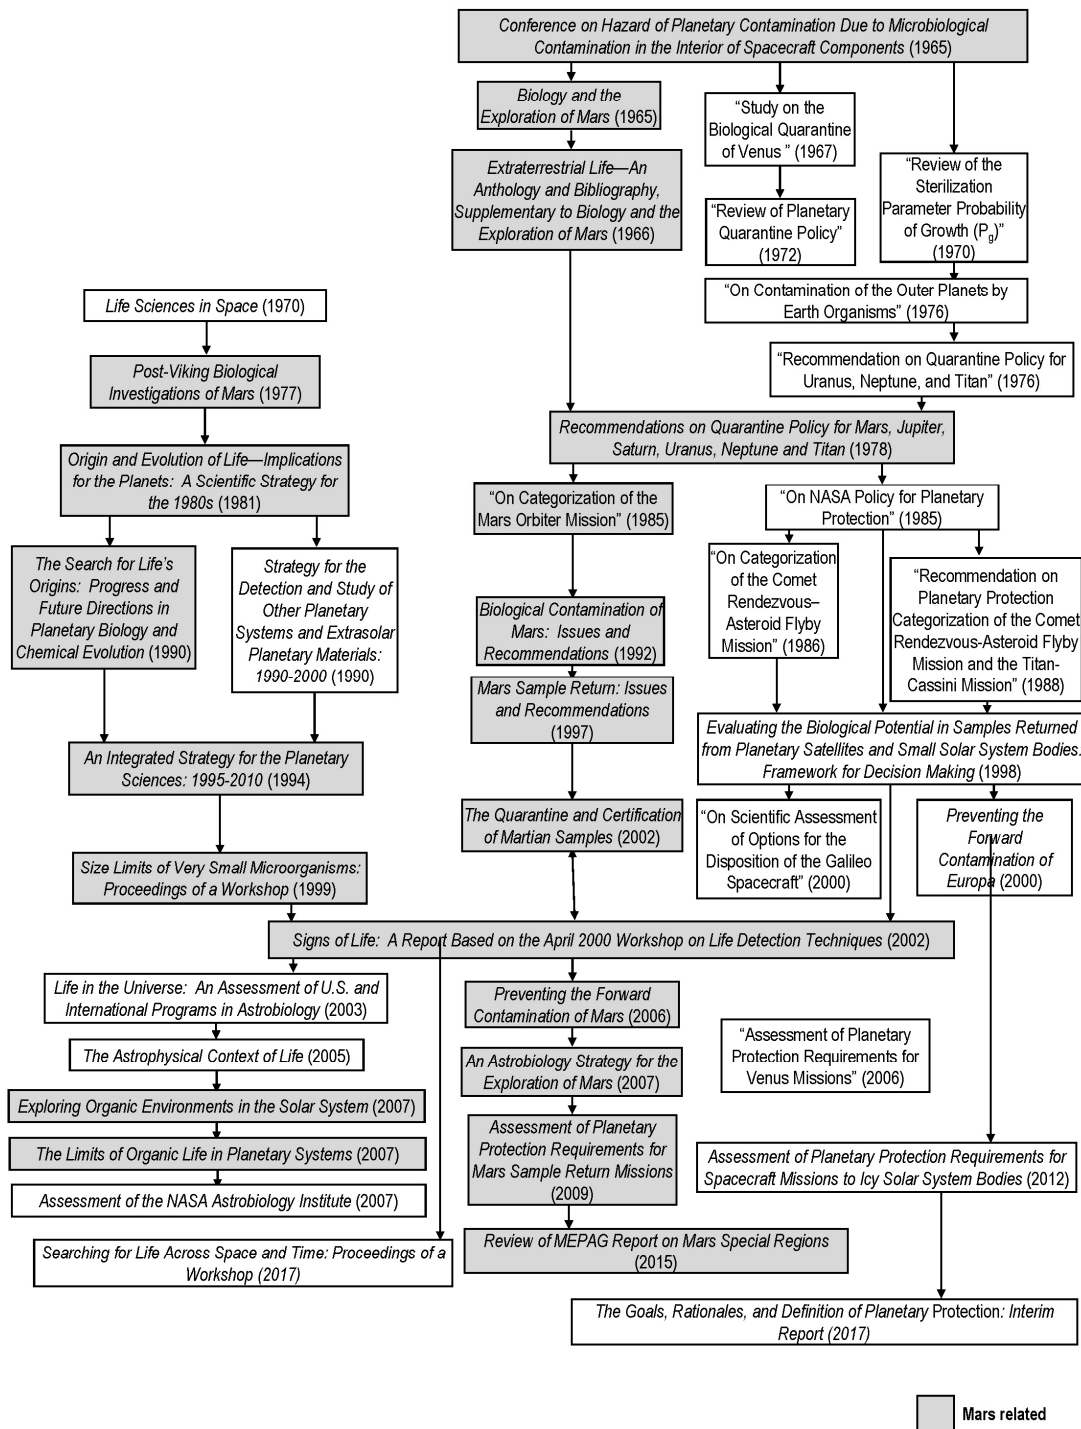 Conference on Hazard of Planetary Contamination Due to Microbiological
Contamination in the Interior of Spacecraft Components (1965)
Biology and the
Exploration of Mars (1965)
“Study on the
Biological Quarantine
of Venus ” (1967)
Extraterrestrial Life—An
Anthology and Bibliography,
Supplementary to Biology and the
Exploration of Mars (1966)
“Review of the
Sterilization
Parameter Probability
of Growth (Pg)”
(1970)
“Review of Planetary
Quarantine Policy”
(1972)
“On Contamination of the Outer Planets by
Earth Organisms” (1976)
“Recommendation on Quarantine Policy for
Uranus, Neptune, and Titan” (1976)
Recommendations on Quarantine Policy for Mars, Jupiter,
Saturn, Uranus, Neptune and Titan (1978)
Life Sciences in Space (1970)
Post-Viking Biological
Investigations of Mars (1977)
Origin and Evolution of Life—Implications
for the Planets: A Scientific Strategy for
the 1980s (1981)
The Search for Life’s
Origins: Progress and
Future Directions in
Planetary Biology and
Chemical Evolution (1990)
Strategy for the
Detection and Study of
Other Planetary
Systems and Extrasolar
Planetary Materials:
1990-2000 (1990)
An Integrated Strategy for the Planetary
Sciences: 1995-2010 (1994)
Size Limits of Very Small Microorganisms:
Proceedings of a Workshop (1999)
“On Categorization of the
Mars Orbiter Mission” (1985)
Biological Contamination of
Mars: Issues and
Recommendations (1992)
Mars Sample Return: Issues
and Recommendations
(1997)
The Quarantine and Certification
of Martian Samples (2002)
“On NASA Policy for Planetary
Protection” (1985)
“On Categorization
of the Comet
Rendezvous–
Asteroid Flyby
Mission” (1986)
“Recommendation on
Planetary Protection
Categorization of the Comet
Rendezvous-Asteroid Flyby
Mission and the Titan-
Cassini Mission” (1988)
Evaluating the Biological Potential in Samples Returned
from Planetary Satellites and Small Solar System Bodies:
Framework for Decision Making (1998)
“On Scientific Assessment
of Options for the
Disposition of the Galileo
Spacecraft” (2000)
Preventing the
Forward
Contamination of
Europa (2000)
Signs of Life: A Report Based on the April 2000 Workshop on Life Detection Techniques (2002)
Life in the Universe: An Assessment of U.S. and
International Programs in Astrobiology (2003)
The Astrophysical Context of Life (2005)
Exploring Organic Environments in the Solar System (2007)
The Limits of Organic Life in Planetary Systems (2007)
Assessment of the NASA Astrobiology Institute (2007)
Searching for Life Across Space and Time: Proceedings of a
Workshop (2017)
Preventing the Forward
Contamination of Mars (2006)
An Astrobiology Strategy for the
Exploration of Mars (2007)
Assessment of Planetary
Protection Requirements for
Mars Sample Return Missions
(2009)
Review of MEPAG Report on Mars Special Regions
(2015)
“Assessment of Planetary
Protection Requirements for
Venus Missions” (2006)
Assessment of Planetary Protection Requirements for
Spacecraft Missions to Icy Solar System Bodies (2012)
The Goals, Rationales, and Definition of Planetary Protection: Interim
Report (2017)
Mars related